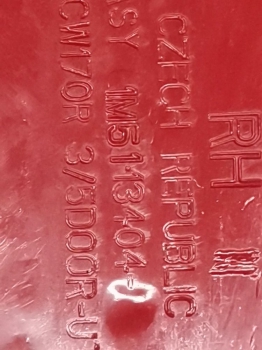 RH
CZECH REPUBLIC
ASY 1M5113404-
CW170R 3/5DOOR-U